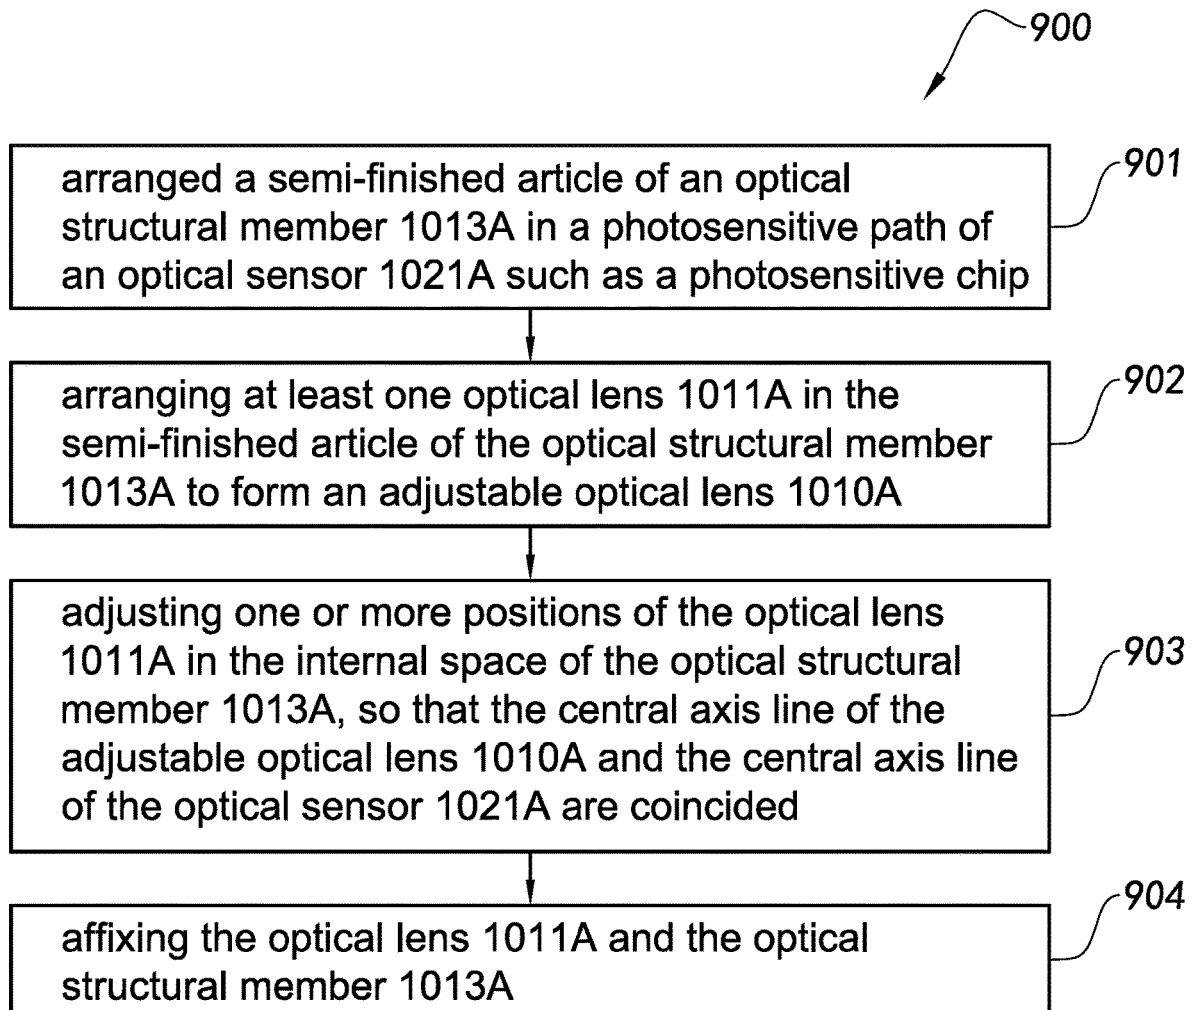 900
901
arranged a semi-finished article of an optical
structural member 1013A in a photosensitive path of
an optical sensor 1021A such as a photosensitive chip
902
arranging at least one optical lens 1011A in the
semi-finished article of the optical structural member
1013A to form an adjustable optical lens 1010A
903
adjusting one or more positions of the optical lens
1011A in the internal space of the optical structural
member 1013A, so that the central axis line of the
adjustable optical lens 1010A and the central axis line
of the optical sensor 1021A are coincided
904
affixing the optical lens 1011A and the optical
structural member 1013A